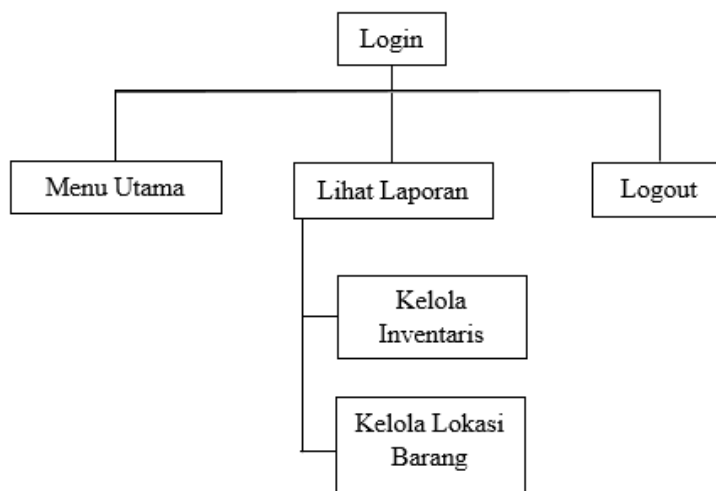 Login
Menu Utama
Lihat Laporan
Logout
Kelola
Inventaris
Kelola Lokasi
Barang